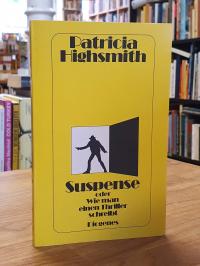 Patricia
Highsmith
Suspense
oder
Wie man
einen Thriller
schreibt
Diogenes